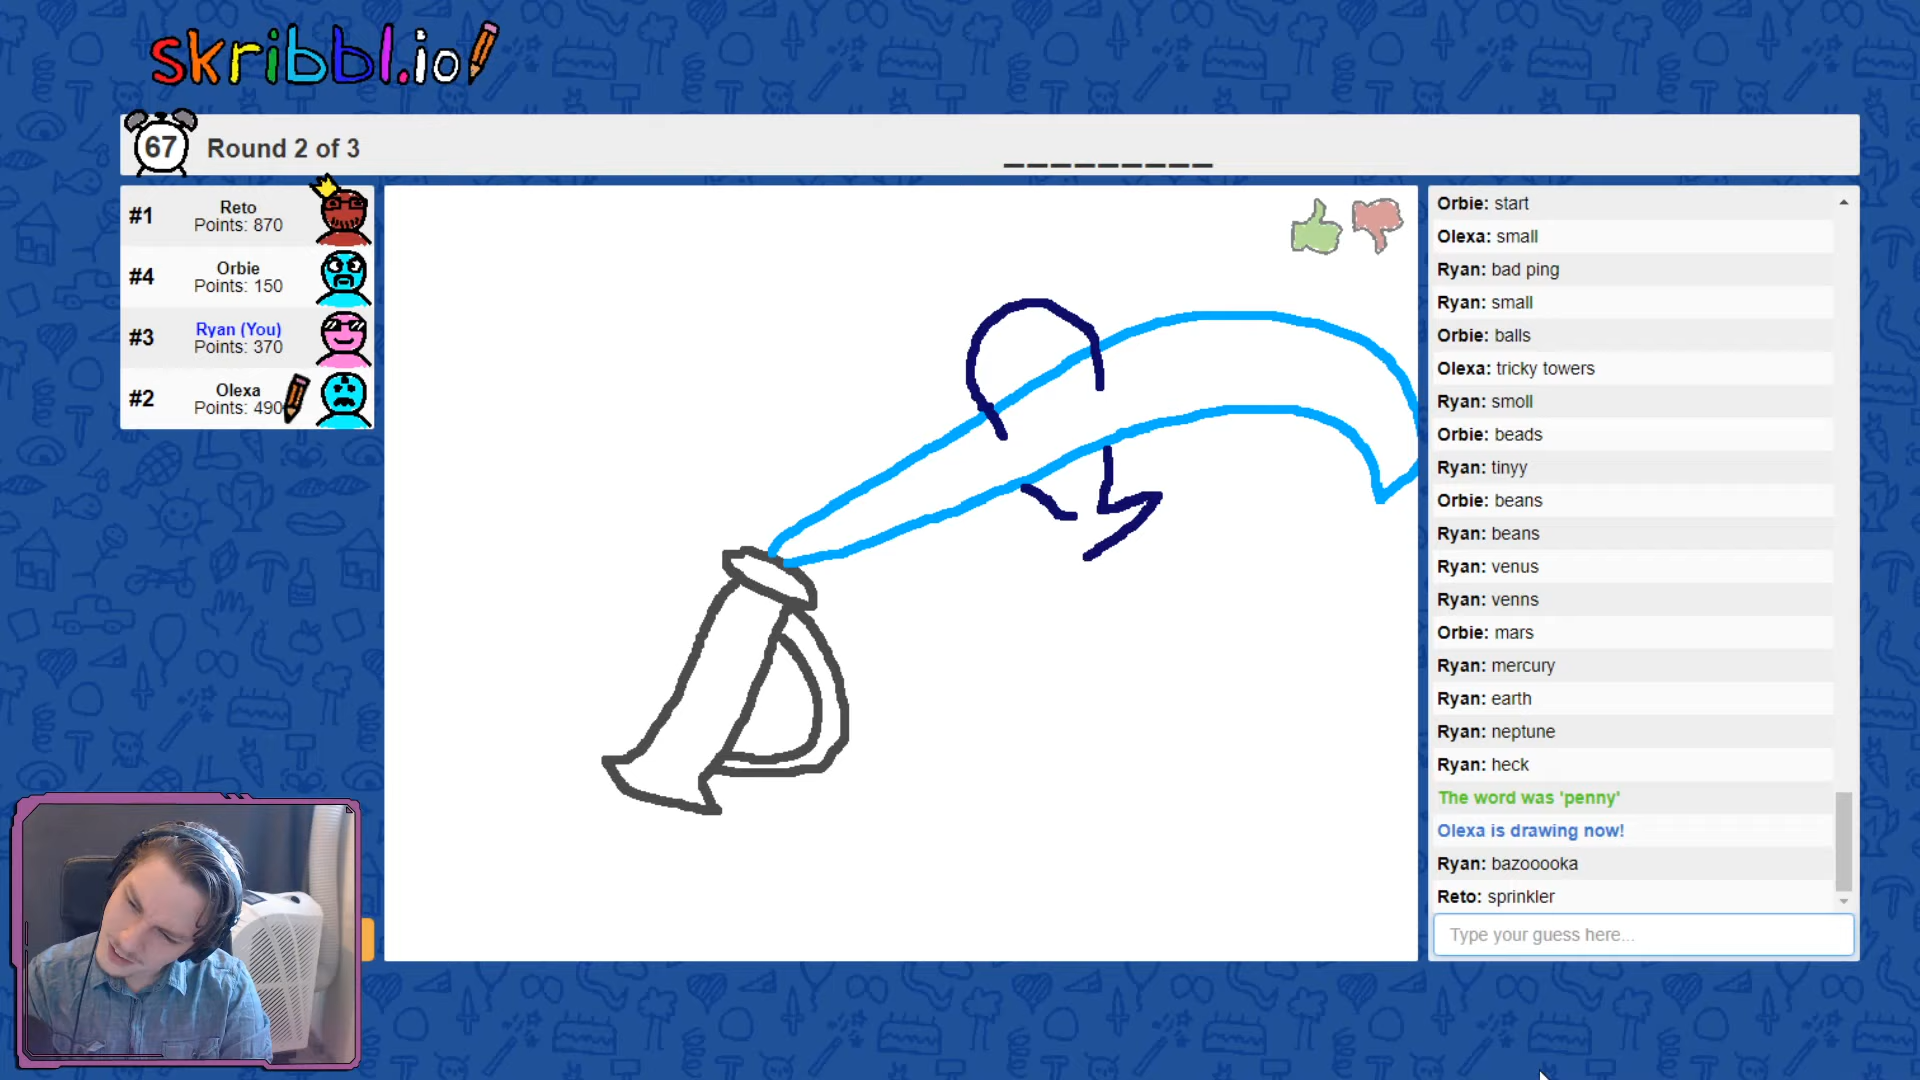 skribbl.io
67
Round 2 of 3
_________
#1
Reto
Points: 870
#4
Orbie
Points: 150
#3
Ryan (You)
Points: 370
#2
Olexa
Points: 490
Orbie: start
Olexa: small
Ryan: bad ping
Ryan: small
Orbie: balls
Olexa: tricky towers
Ryan: smoll
Orbie: beads
Ryan: tinyy
Orbie: beans
Ryan: beans
Ryan: venus
Ryan: venns
Orbie: mars
Ryan: mercury
Ryan: earth
Ryan: neptune
Ryan: heck
The word was 'penny'
Olexa is drawing now!
Ryan: bazooooka
Reto: sprinkler
Type your guess here...